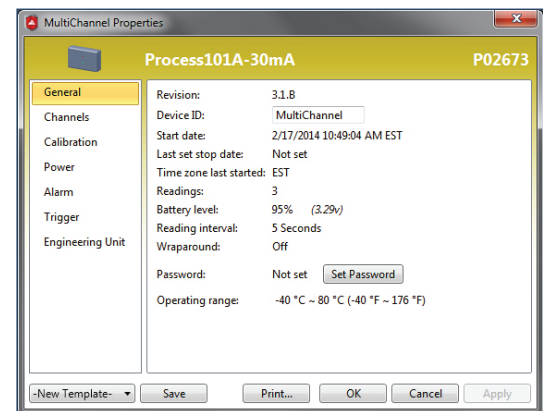 MultiChannel Properties
Process101A-30mA P02673
General
Channels
Calibration
Power
Alarm
Trigger
Engineering Unit
Revision: 3.1.B
Device ID: MultiChannel
Start date: 2/17/2014 10:49:04 AM EST
Last set stop date: Not set
Time zone last started: EST
Readings: 3
Battery level: 95% (3.29v)
Reading interval: 5 Seconds
Wraparound: Off
Password: Not set Set Password
Operating range: -40 °C ~ 80 °C (-40 °F ~ 176 °F)
-New Template- Save Print... OK Cancel Apply